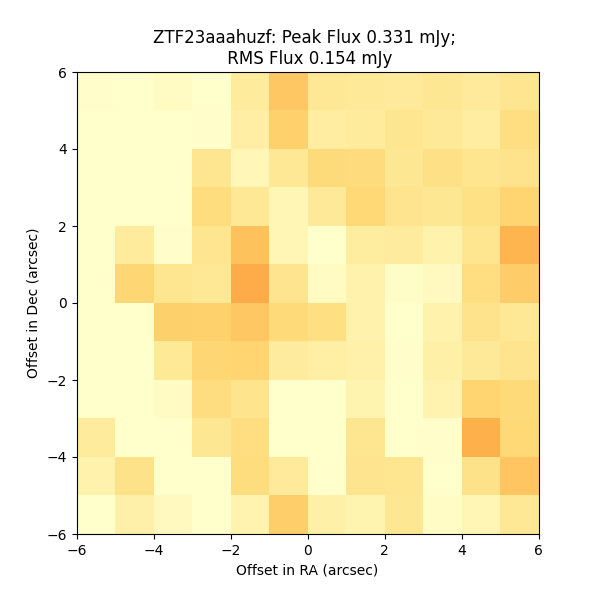 ZTF23aaahuzf: Peak Flux 0.331 mJy;
RMS Flux 0.154 mJy
6
4
2
0
−2
−4
−6
Offset in Dec (arcsec)
−6 −4 −2 0 2 4 6
Offset in RA (arcsec)